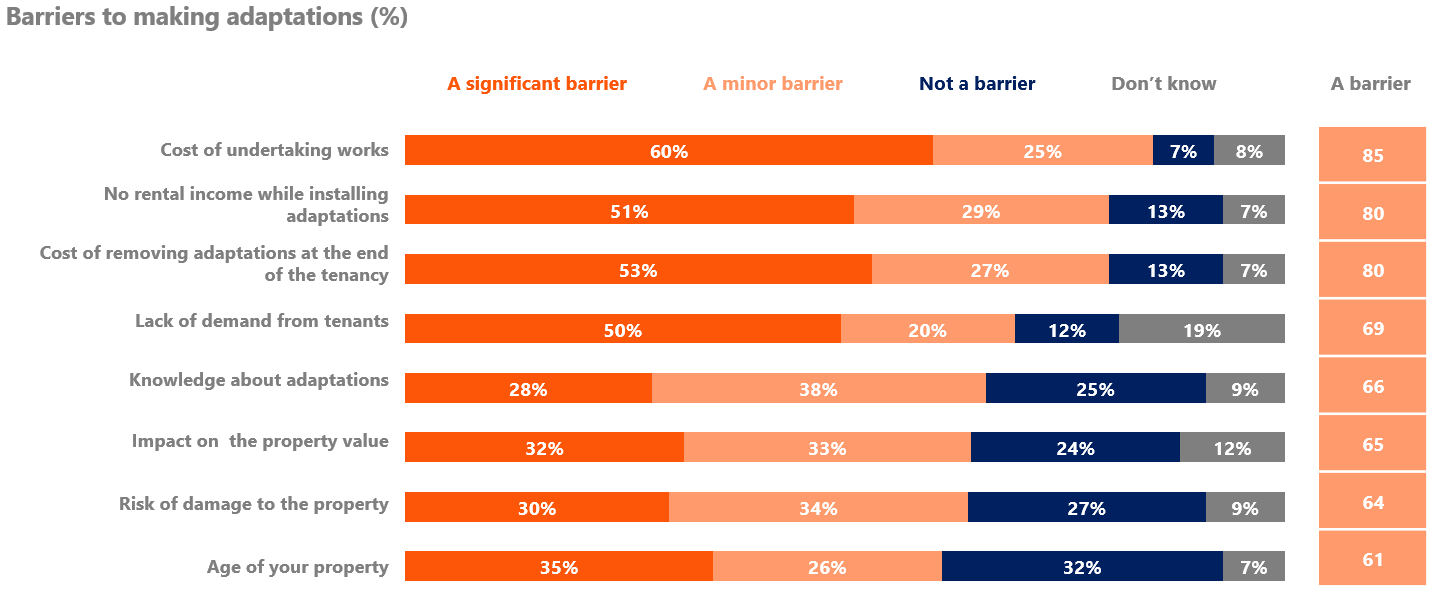 Barriers to making adaptations (%)
A significant barrier A minor barrier Not a barrier Don’t know A barrier
Cost of undertaking works 60% 25% 7% 8% 85
No rental income while installing
adaptations 51% 29% 13% 7% 80
Cost of removing adaptations at the end
of the tenancy 53% 27% 13% 7% 80
Lack of demand from tenants 50% 20% 12% 19% 69
Knowledge about adaptations 28% 38% 25% 9% 66
Impact on  the property value 32% 33% 24% 12% 65
Risk of damage to the property 30% 34% 27% 9% 64
Age of your property 35% 26% 32% 7% 61